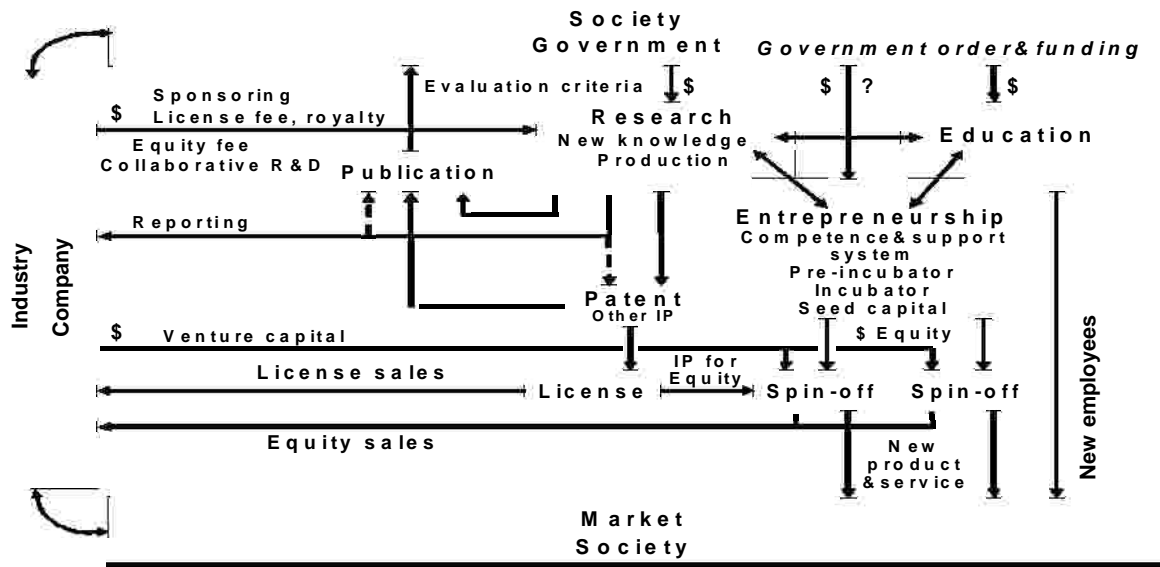 Society
Government
Government order & funding
Evaluation criteria
$
$ ?
$
Sponsoring
$
License fee, royalty
Equity fee
Collaborative R&D
Research
New knowledge
Production
Education
Publication
Reporting
Entrepreneurship
Competence & support
system
Pre-incubator
Incubator
Seed capital
Industry
Company
Patent
Other IP
$ Venture capital
$ Equity
License sales
License
IP for
Equity
Spin-off
Spin-off
Equity sales
New
product
& service
New employees
Market
Society